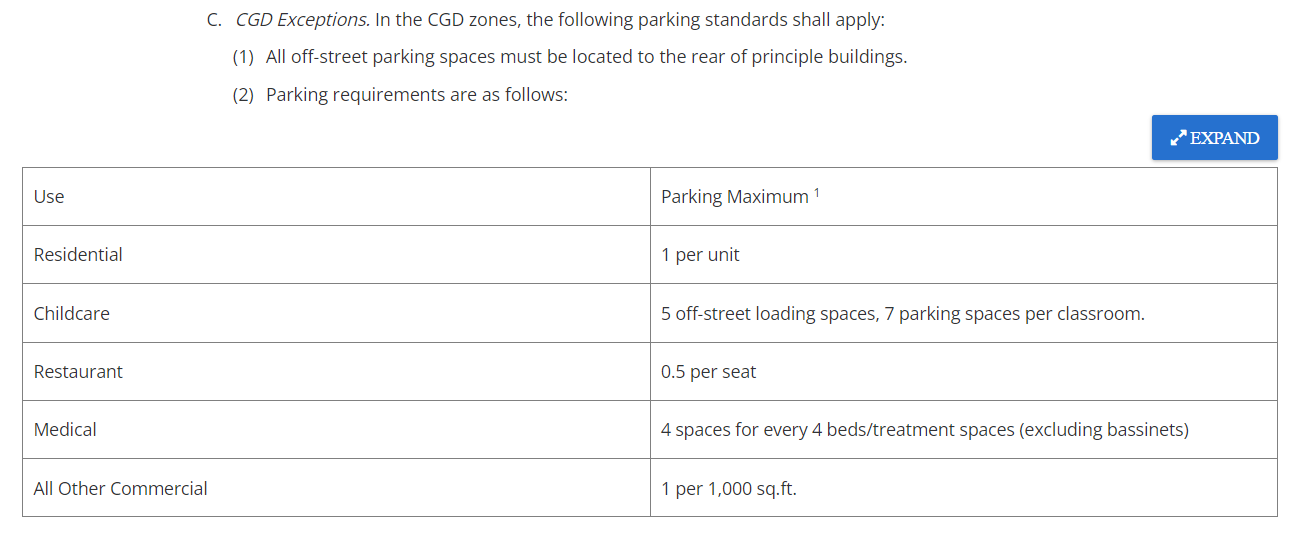 C. CGD Exceptions. In the CGD zones, the following parking standards shall apply:
(1) All off-street parking spaces must be located to the rear of principle buildings.
(2) Parking requirements are as follows:
EXPAND
Use Parking Maximum 1
Residential 1 per unit
Childcare 5 off-street loading spaces, 7 parking spaces per classroom.
Restaurant 0.5 per seat
Medical 4 spaces for every 4 beds/treatment spaces (excluding bassinets)
All Other Commercial 1 per 1,000 sq.ft.